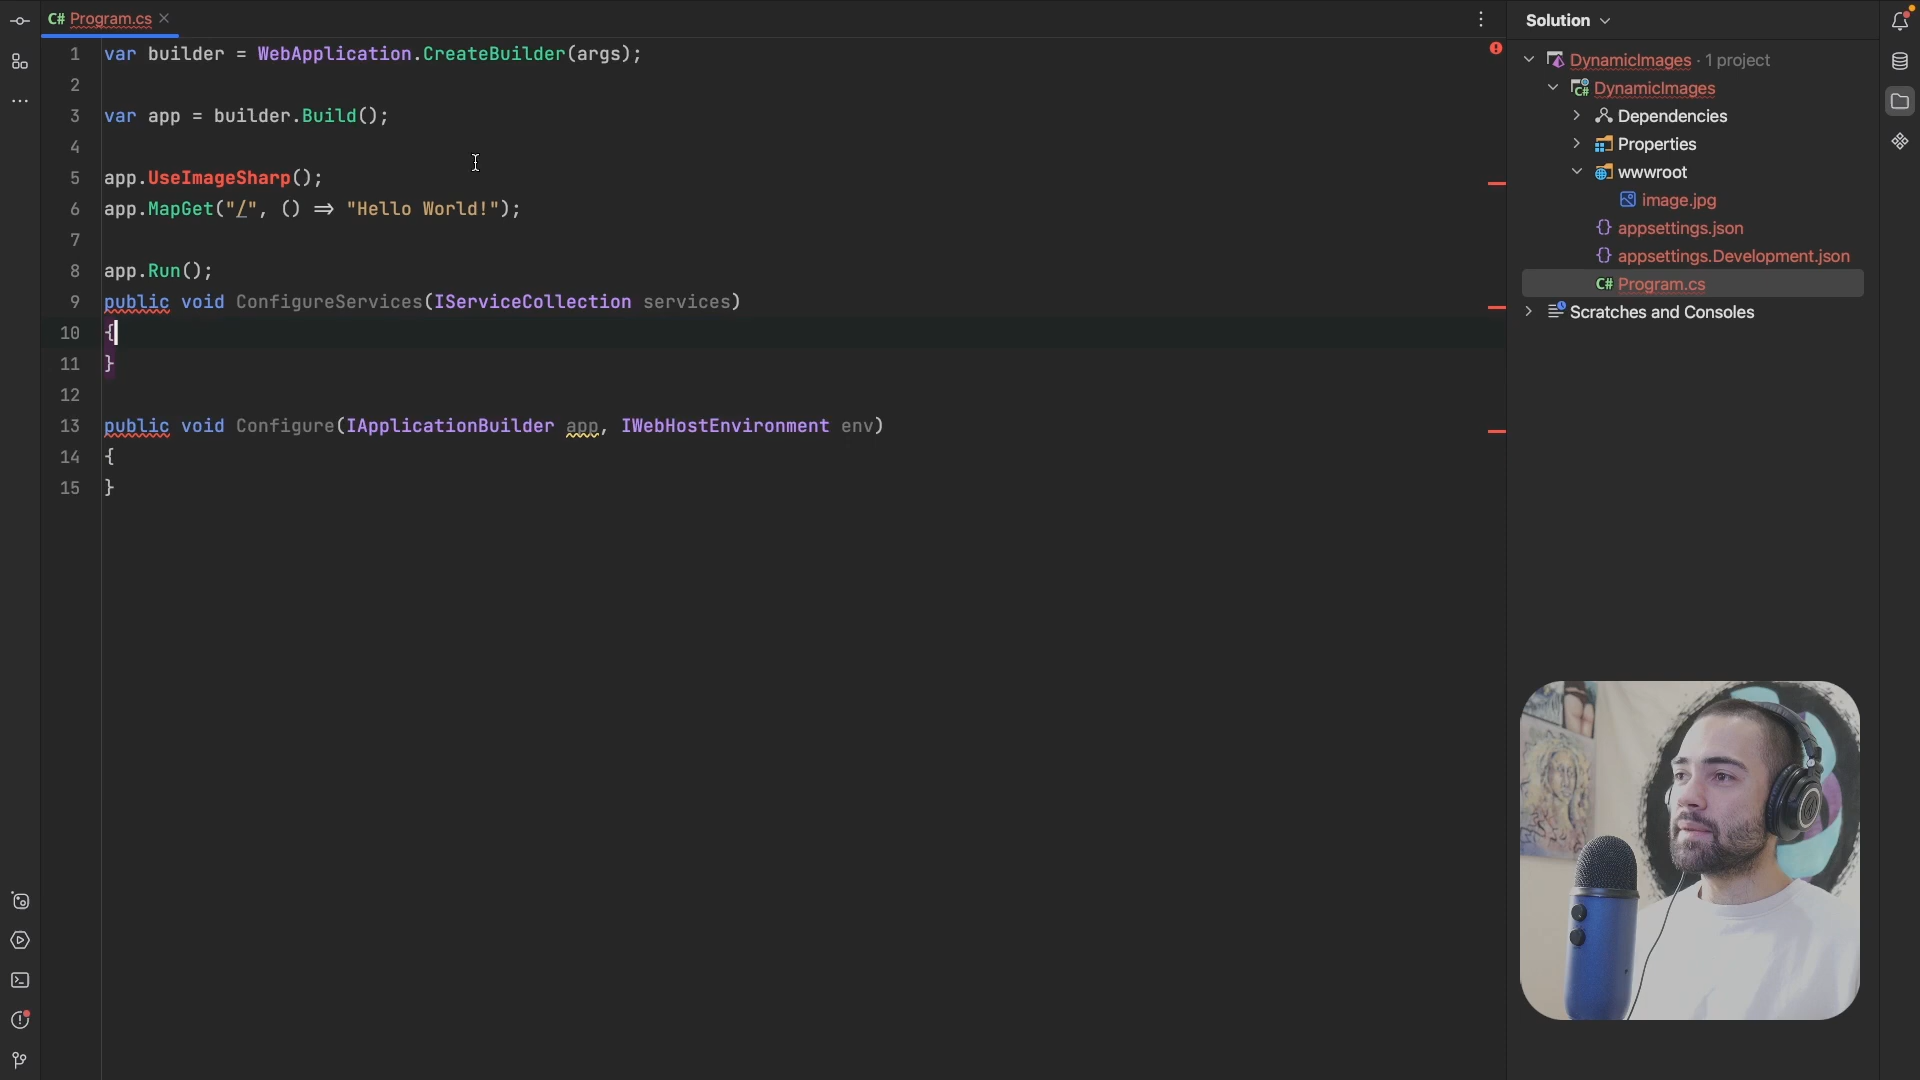 C# Program.cs
1 var builder = WebApplication.CreateBuilder(args);
2
3 var app = builder.Build();
4
5 app.UseImageSharp();
6 app.MapGet("/", () => "Hello World!");
7
8 app.Run();
9 public void ConfigureServices(IServiceCollection services)
10 {
11 }
12
13 public void Configure(IApplicationBuilder app, IWebHostEnvironment env)
14 {
15 }
Solution
DynamicImages · 1 project
DynamicImages
Dependencies
Properties
wwwroot
image.jpg
appsettings.json
appsettings.Development.json
C# Program.cs
Scratches and Consoles